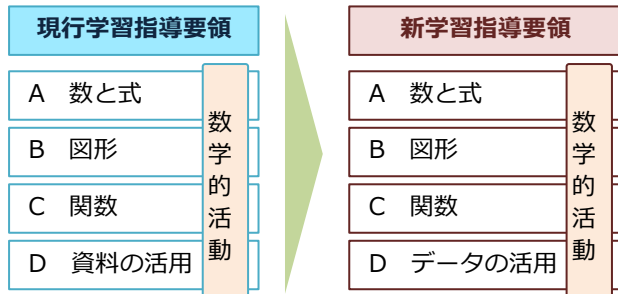 現行学習指導要領
A 数と式
B 図形
C 関数
D 資料の活用
数学的活動
新学習指導要領
A 数と式
B 図形
C 関数
D データの活用
数学的活動